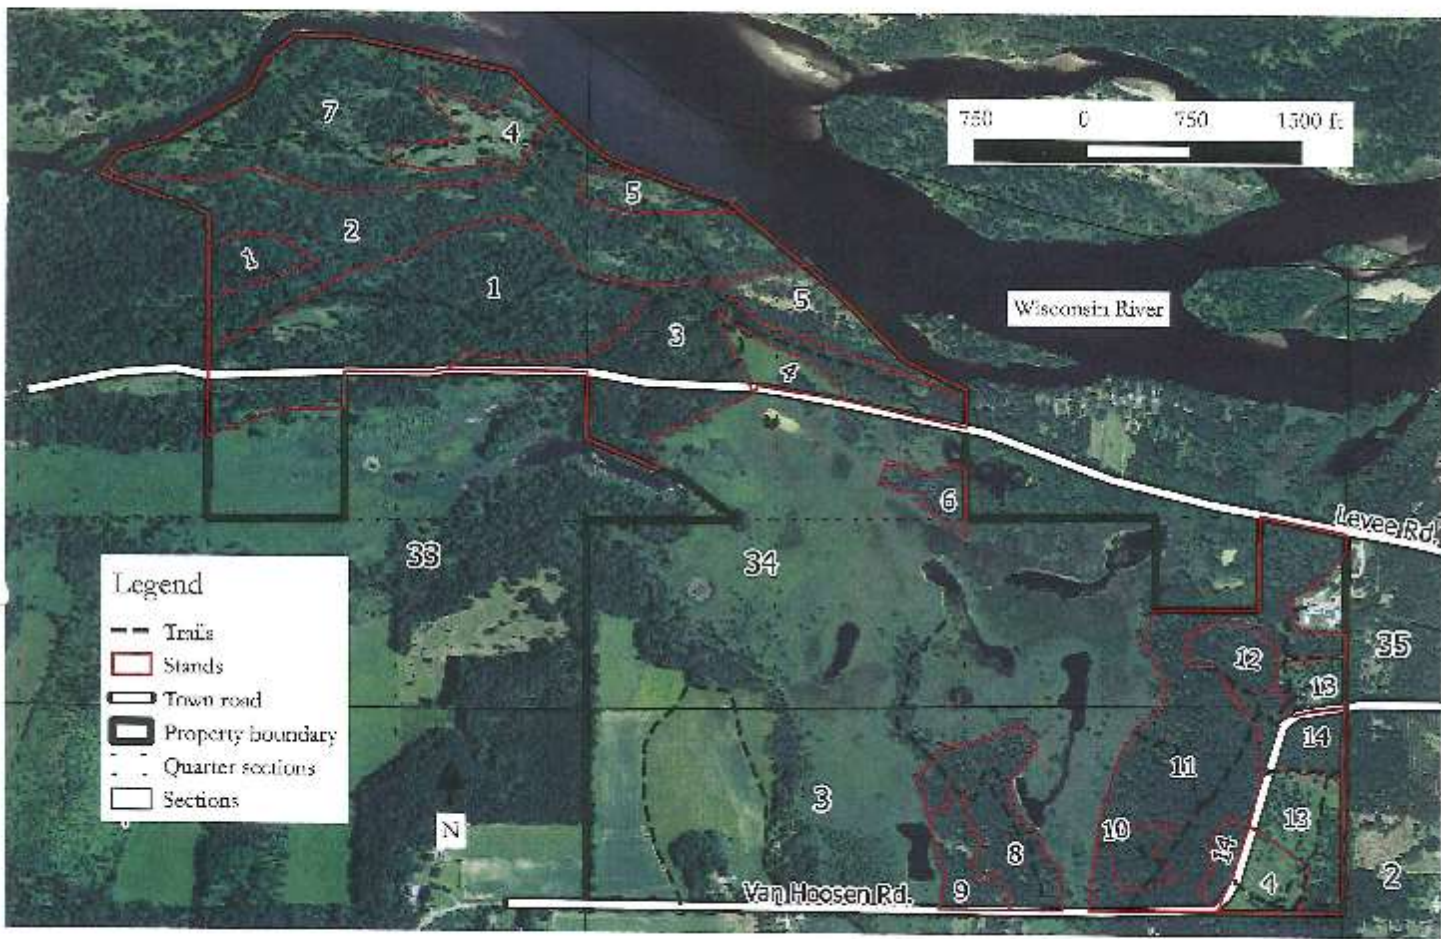 7
4
750 0 750 1500 ft
5
2
1
1
5
Wisconsin River
3
4
6
Levee Rd.
33
34
Legend
Trails
Stands
Town road
Property boundary
Quarter sections
Sections
12
35
13
14
11
N
3
10
13
8
14
9
4
2
Van Hoosen Rd.